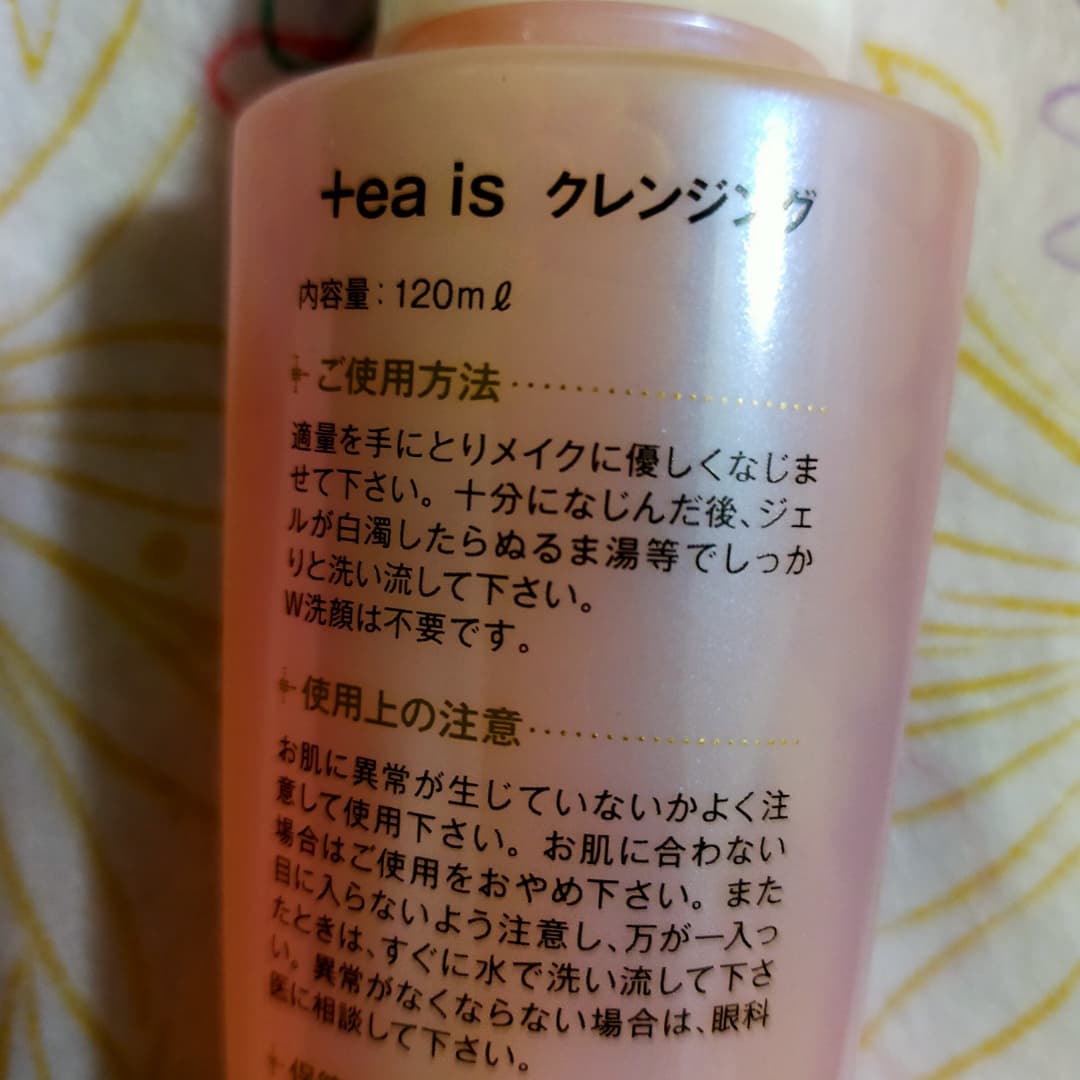 +ea is クレンジング
内容量:120mℓ
ご使用方法
適量を手にとりメイクに優しくなじま
せて下さい。十分になじんだ後、ジェ
ルが白濁したらぬるま湯等でしっか
りと洗い流して下さい。
W洗顔は不要です。
使用上の注意
お肌に異常が生じていないかよく注
意して使用下さい。お肌に合わない
場合はご使用をおやめ下さい。また
目に入らないよう注意し、万が一入っ
たときは、すぐに水で洗い流して下さ
い。異常がなくならない場合は、眼科
医に相談して下さい。